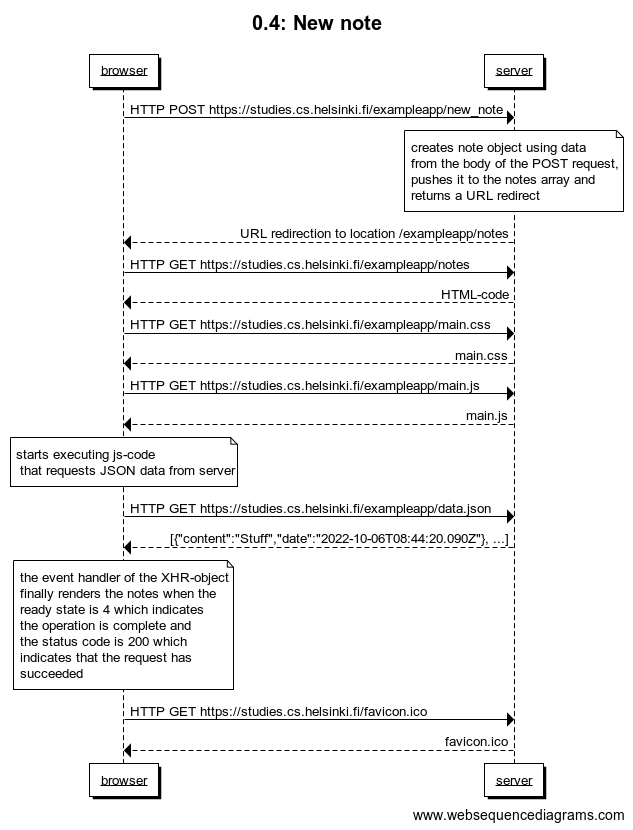 0.4: New note
browser
server
HTTP POST https://studies.cs.helsinki.fi/exampleapp/new_note
creates note object using data
from the body of the POST request,
pushes it to the notes array and
returns a URL redirect
URL redirection to location /exampleapp/notes
HTTP GET https://studies.cs.helsinki.fi/exampleapp/notes
HTML-code
HTTP GET https://studies.cs.helsinki.fi/exampleapp/main.css
main.css
HTTP GET https://studies.cs.helsinki.fi/exampleapp/main.js
main.js
starts executing js-code
that requests JSON data from server
HTTP GET https://studies.cs.helsinki.fi/exampleapp/data.json
[{"content":"Stuff","date":"2022-10-06T08:44:20.090Z"}, ...]
the event handler of the XHR-object
finally renders the notes when the
ready state is 4 which indicates
the operation is complete and
the status code is 200 which
indicates that the request has
succeeded
HTTP GET https://studies.cs.helsinki.fi/favicon.ico
favicon.ico
browser
server
www.websequencediagrams.com